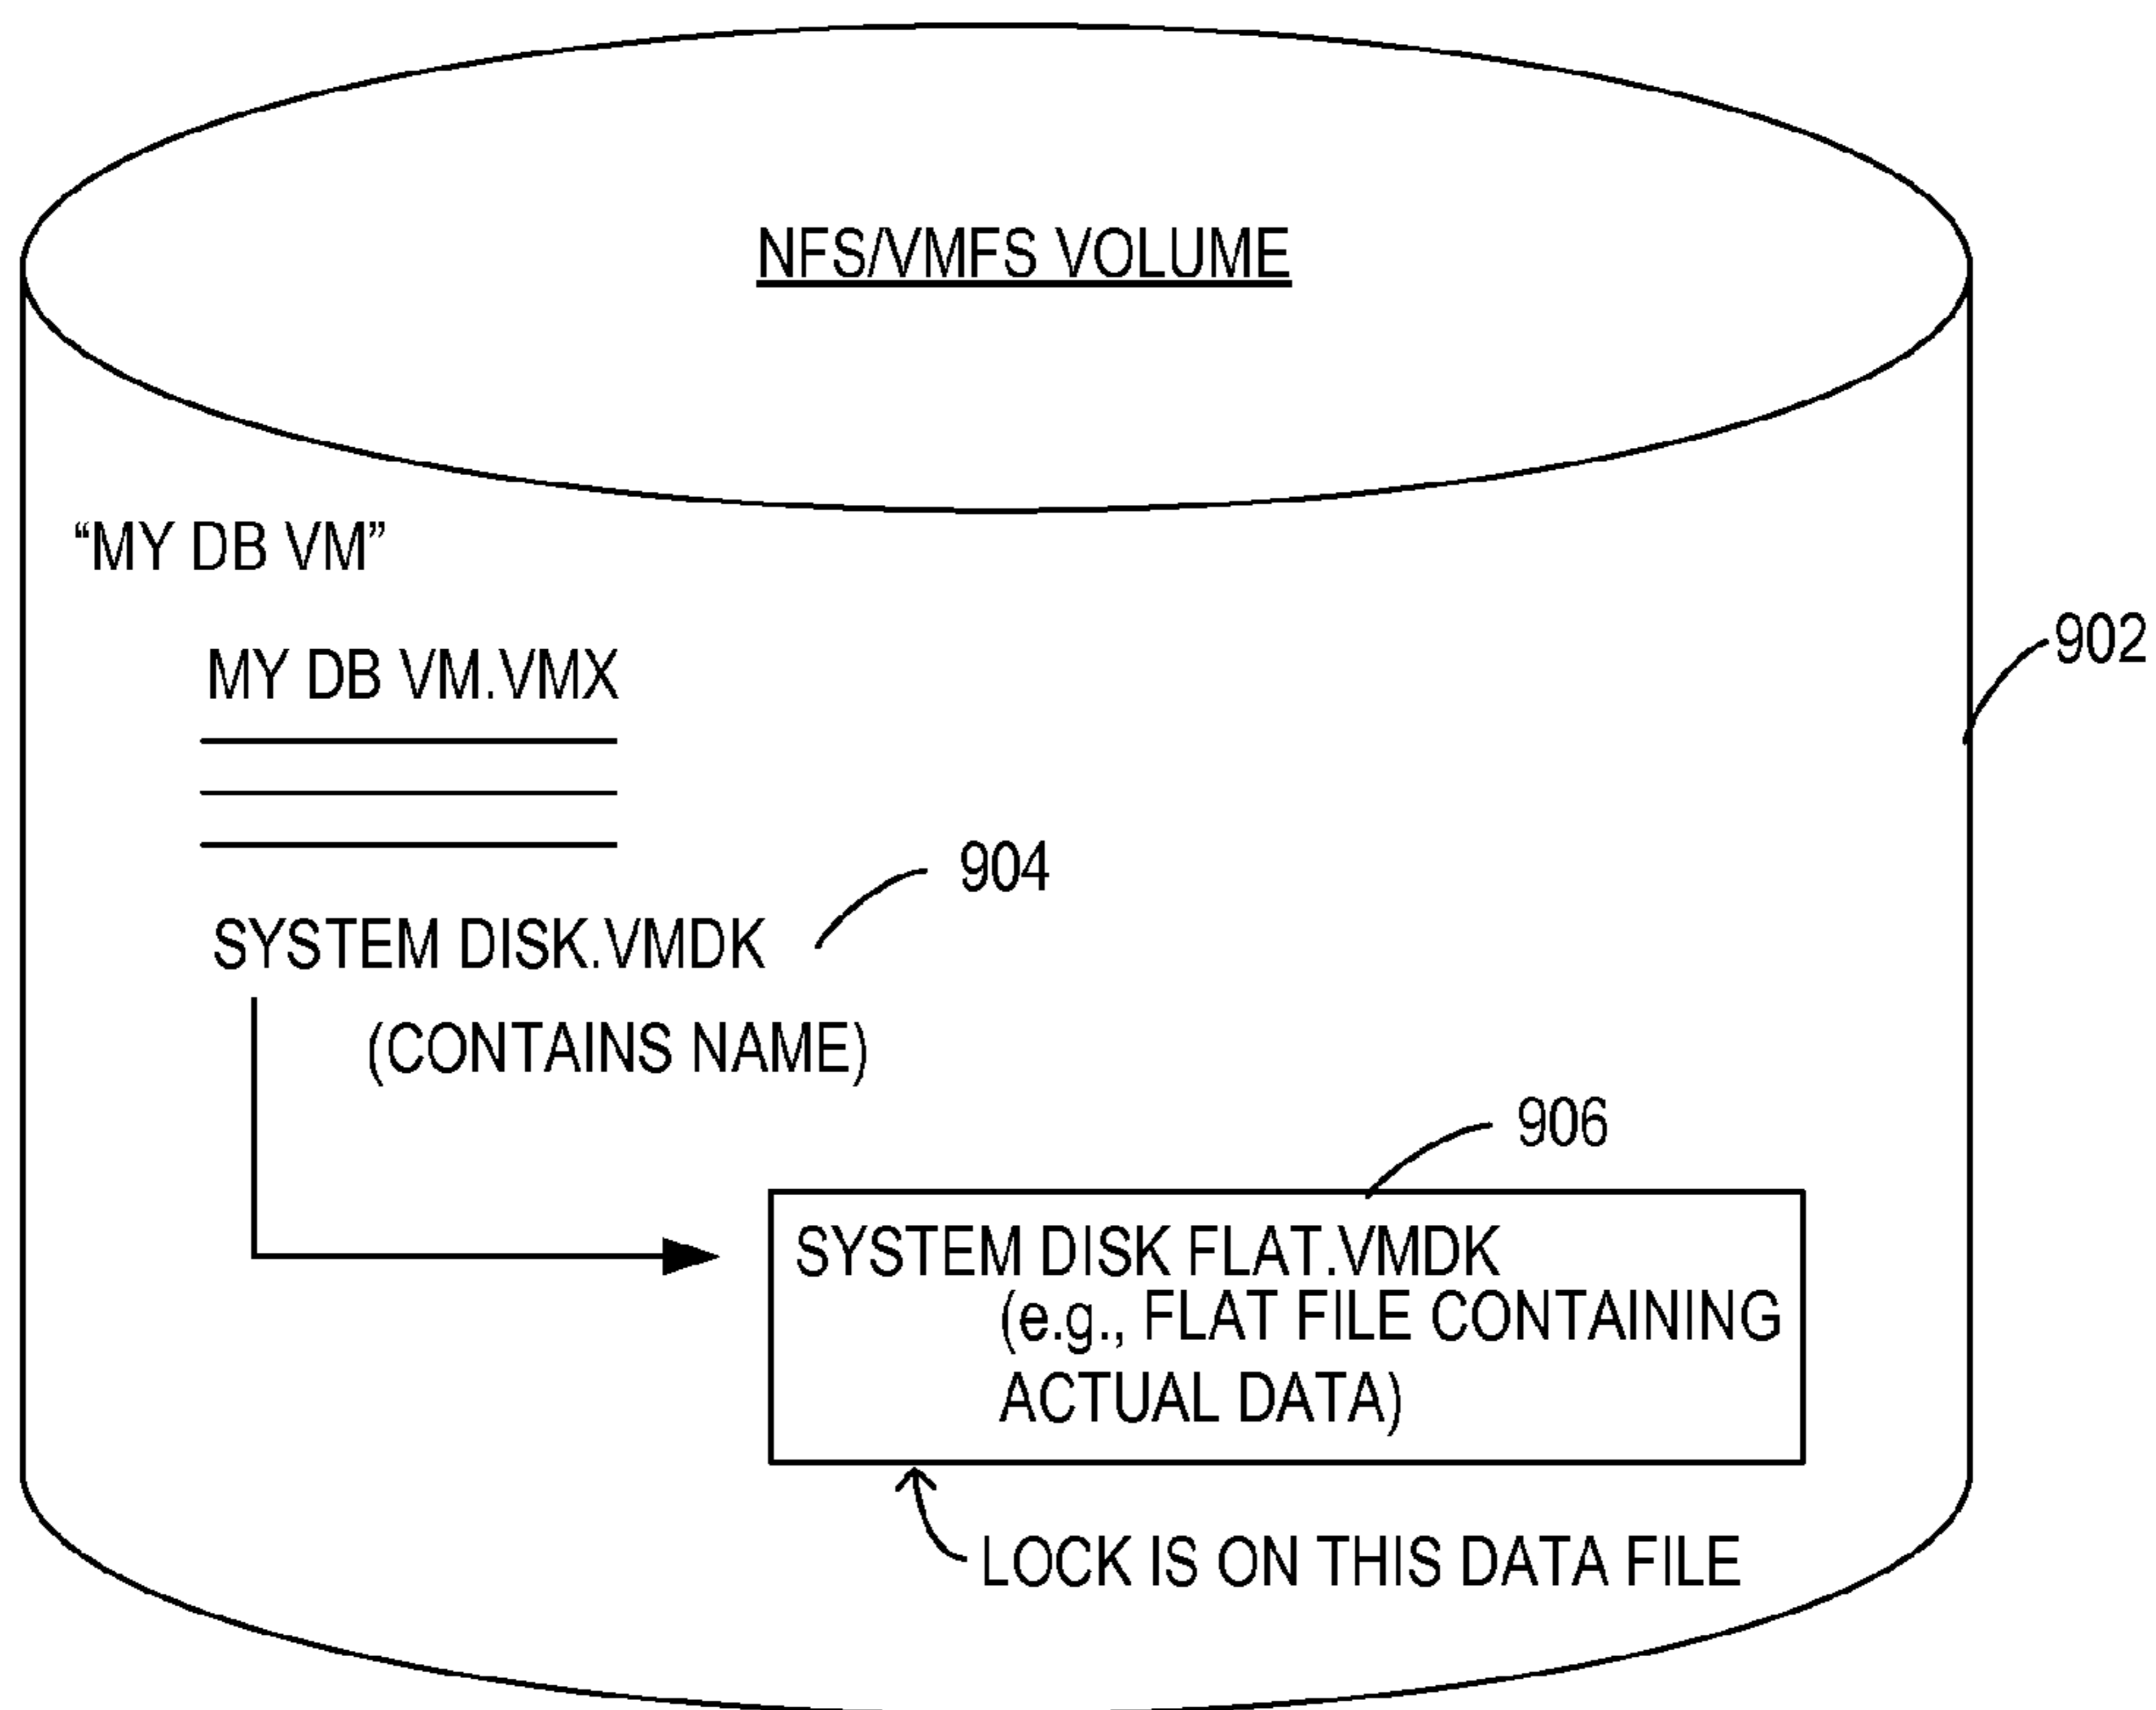 NFS/VMFS VOLUME
“MY DB VM”
902
MY DB VM.VMX
904
SYSTEM DISK.VMDK
(CONTAINS NAME)
906
SYSTEM DISK FLAT.VMDK
(e.g., FLAT FILE CONTAINING
ACTUAL DATA)
LOCK IS ON THIS DATA FILE